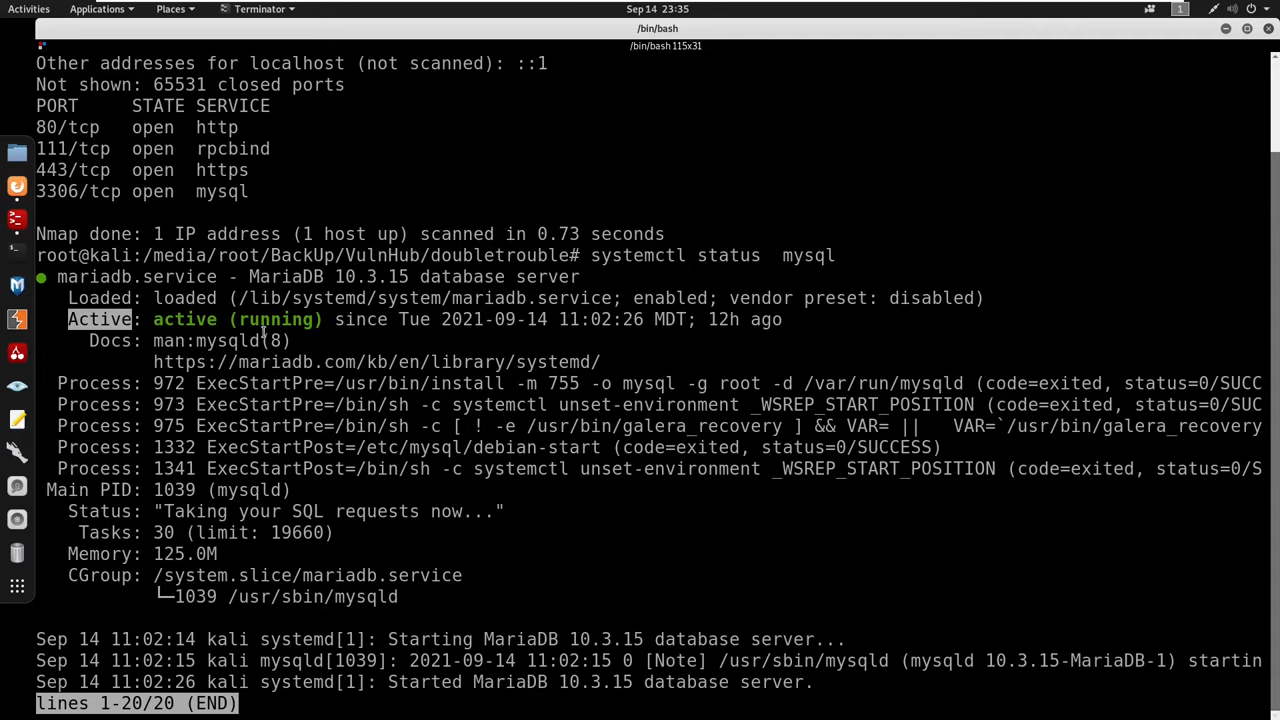 Activities Applications Places Terminator Sep 14 23:35 1
/bin/bash
/bin/bash 115x31
Other addresses for localhost (not scanned): ::1
Not shown: 65531 closed ports
PORT STATE SERVICE
80/tcp open http
111/tcp open rpcbind
443/tcp open https
3306/tcp open mysql
Nmap done: 1 IP address (1 host up) scanned in 0.73 seconds
root@kali:/media/root/BackUp/VulnHub/doubletrouble# systemctl status  mysql
mariadb.service - MariaDB 10.3.15 database server
Loaded: loaded (/lib/systemd/system/mariadb.service; enabled; vendor preset: disabled)
Active: active (running) since Tue 2021-09-14 11:02:26 MDT; 12h ago
Docs: man:mysqld(8)
https://mariadb.com/kb/en/library/systemd/
Process: 972 ExecStartPre=/usr/bin/install -m 755 -o mysql -g root -d /var/run/mysqld (code=exited, status=0/SUCC
Process: 973 ExecStartPre=/bin/sh -c systemctl unset-environment _WSREP_START_POSITION (code=exited, status=0/SUC
Process: 975 ExecStartPre=/bin/sh -c [ ! -e /usr/bin/galera_recovery ] && VAR= ||   VAR=`/usr/bin/galera_recovery
Process: 1332 ExecStartPost=/etc/mysql/debian-start (code=exited, status=0/SUCCESS)
Process: 1341 ExecStartPost=/bin/sh -c systemctl unset-environment _WSREP_START_POSITION (code=exited, status=0/S
Main PID: 1039 (mysqld)
Status: "Taking your SQL requests now..."
Tasks: 30 (limit: 19660)
Memory: 125.0M
CGroup: /system.slice/mariadb.service
└─1039 /usr/sbin/mysqld
Sep 14 11:02:14 kali systemd[1]: Starting MariaDB 10.3.15 database server...
Sep 14 11:02:15 kali mysqld[1039]: 2021-09-14 11:02:15 0 [Note] /usr/sbin/mysqld (mysqld 10.3.15-MariaDB-1) startin
Sep 14 11:02:26 kali systemd[1]: Started MariaDB 10.3.15 database server.
lines 1-20/20 (END)